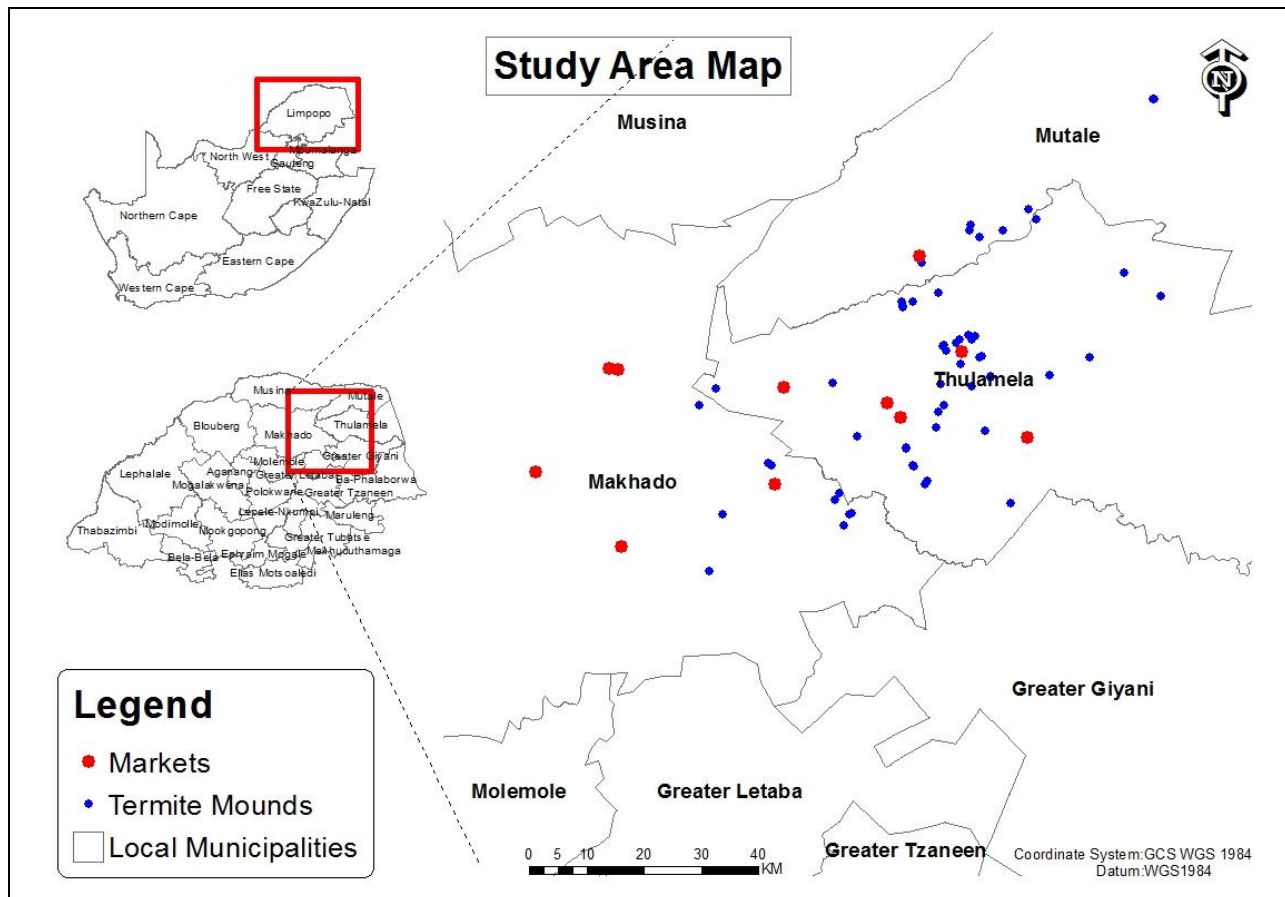 Study Area Map
N
Limpopo
North West
Mpumalanga
Gauteng
Free State
KwaZulu-Natal
Northern Cape
Eastern Cape
Western Cape
Musina
Mutale
Thulamela
Makhado
Blouberg
Molemole
Greater Giyani
Lephalale
Aganang
Greater Letaba
Ba-Phalaborwa
Mogalakwena
Polokwane
Greater Tzaneen
Lepele-Nkumpi
Maruleng
Thabazimbi
Modimolle
Mookgopong
Greater Tubatse
Bela-Bela
Ephraim Mogale
Makhuduthamaga
Elias Motsoaledi
Musina
Mutale
Thulamela
Makhado
Greater Giyani
Molemole
Greater Letaba
Greater Tzaneen
Legend
Markets
Termite Mounds
Local Municipalities
0 5 10 20 30 40
KM
Coordinate System:GCS WGS 1984
Datum:WGS1984